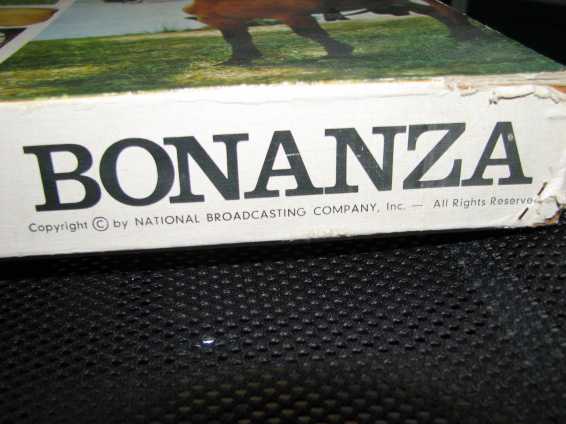 BONANZA
Copyright © by NATIONAL BROADCASTING COMPANY, Inc. — All Rights Reserve